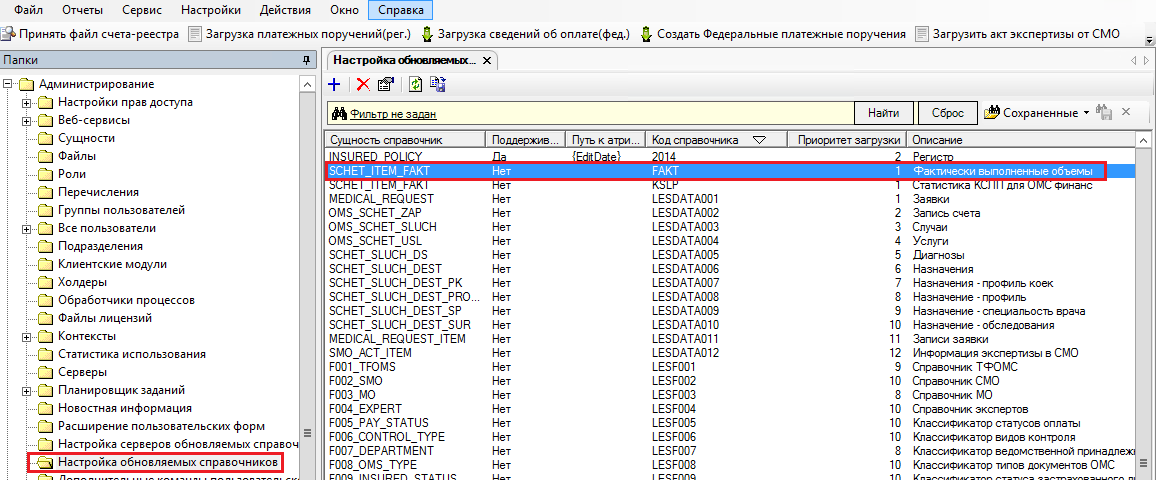 Файл Отчеты Сервис Настройки Действия Окно Справка
Принять файл счета-реестра Загрузка платежных поручений(рег.) Загрузка сведений об оплате(фед.) Создать Федеральные платежные поручения Загрузить акт экспертизы от СМО
Папки
Администрирование
Настройки прав доступа
Веб-сервисы
Сущности
Файлы
Роли
Перечисления
Группы пользователей
Все пользователи
Подразделения
Клиентские модули
Холдеры
Обработчики процессов
Файлы лицензий
Контексты
Статистика использования
Серверы
Планировщик заданий
Новостная информация
Расширение пользовательских форм
Настройка серверов обновляемых справоч
Настройка обновляемых справочников
Настройка обновляемых...
Фильтр не задан Найти Сброс Сохраненные
Сущность справочник Поддержив... Путь к атри... Код справочника Приоритет загрузки Описание
INSURED_POLICY Да {EditDate} 2014 2 Регистр
SCHET_ITEM_FAKT Нет FAKT 1 Фактически выполненные объемы
SCHET_ITEM_FAKT Нет KSLP 1 Статистика КСПП для ОМС финанс
MEDICAL_REQUEST Нет LESDATA001 1 Заявки
OMS_SCHET_ZAP Нет LESDATA002 2 Запись счета
OMS_SCHET_SLUCH Нет LESDATA003 3 Случаи
OMS_SCHET_USL Нет LESDATA004 4 Услуги
SCHET_SLUCH_DS Нет LESDATA005 5 Диагнозы
SCHET_SLUCH_DEST Нет LESDATA006 6 Назначения
SCHET_SLUCH_DEST_PK Нет LESDATA007 7 Назначения - профиль коек
SCHET_SLUCH_DEST_PRO... Нет LESDATA008 8 Назначение - профиль
SCHET_SLUCH_DEST_SP Нет LESDATA009 9 Назначение - специальость врача
SCHET_SLUCH_DEST_SUR Нет LESDATA010 10 Назначение - обследования
MEDICAL_REQUEST_ITEM Нет LESDATA011 11 Записи заявки
SMO_ACT_ITEM Нет LESDATA012 12 Информация экспертизы в СМО
F001_TFOMS Нет LESF001 9 Справочник ТФОМС
F002_SMO Нет LESF002 10 Справочник СМО
F003_MO Нет LESF003 8 Справочник МО
F004_EXPERT Нет LESF004 10 Справочник экспертов
F005_PAY_STATUS Нет LESF005 10 Классификатор статусов оплаты
F006_CONTROL_TYPE Нет LESF006 10 Классификатор видов контроля
F007_DEPARTMENT Нет LESF007 8 Классификатор ведомственной принадлеж
F008_OMS_TYPE Нет LESF008 10 Классификатор типов документов ОМС
F009_INSURED_STATUS Нет LESF009 10 Классификатор статуса застрахованного